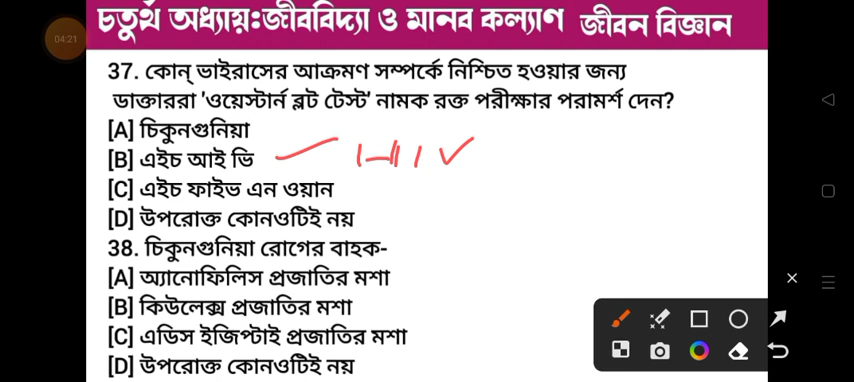 04:21
চতুর্থ অধ্যায়ঃজীববিদ্যা ও মানব কল্যাণ জীবন বিজ্ঞান
37. কোন্ ভাইরাসের আক্রমণ সম্পর্কে নিশ্চিত হওয়ার জন্য
ডাক্তাররা 'ওয়েস্টার্ন ব্লট টেস্ট' নামক রক্ত পরীক্ষার পরামর্শ দেন?
[A] চিকুনগুনিয়া
[B] এইচ আই ভি HIV
[C] এইচ ফাইভ এন ওয়ান
[D] উপরোক্ত কোনওটিই নয়
38. চিকুনগুনিয়া রোগের বাহক-
[A] অ্যানোফিলিস প্রজাতির মশা
[B] কিউলেক্স প্রজাতির মশা
[C] এডিস ইজিপ্টাই প্রজাতির মশা
[D] উপরোক্ত কোনওটিই নয়